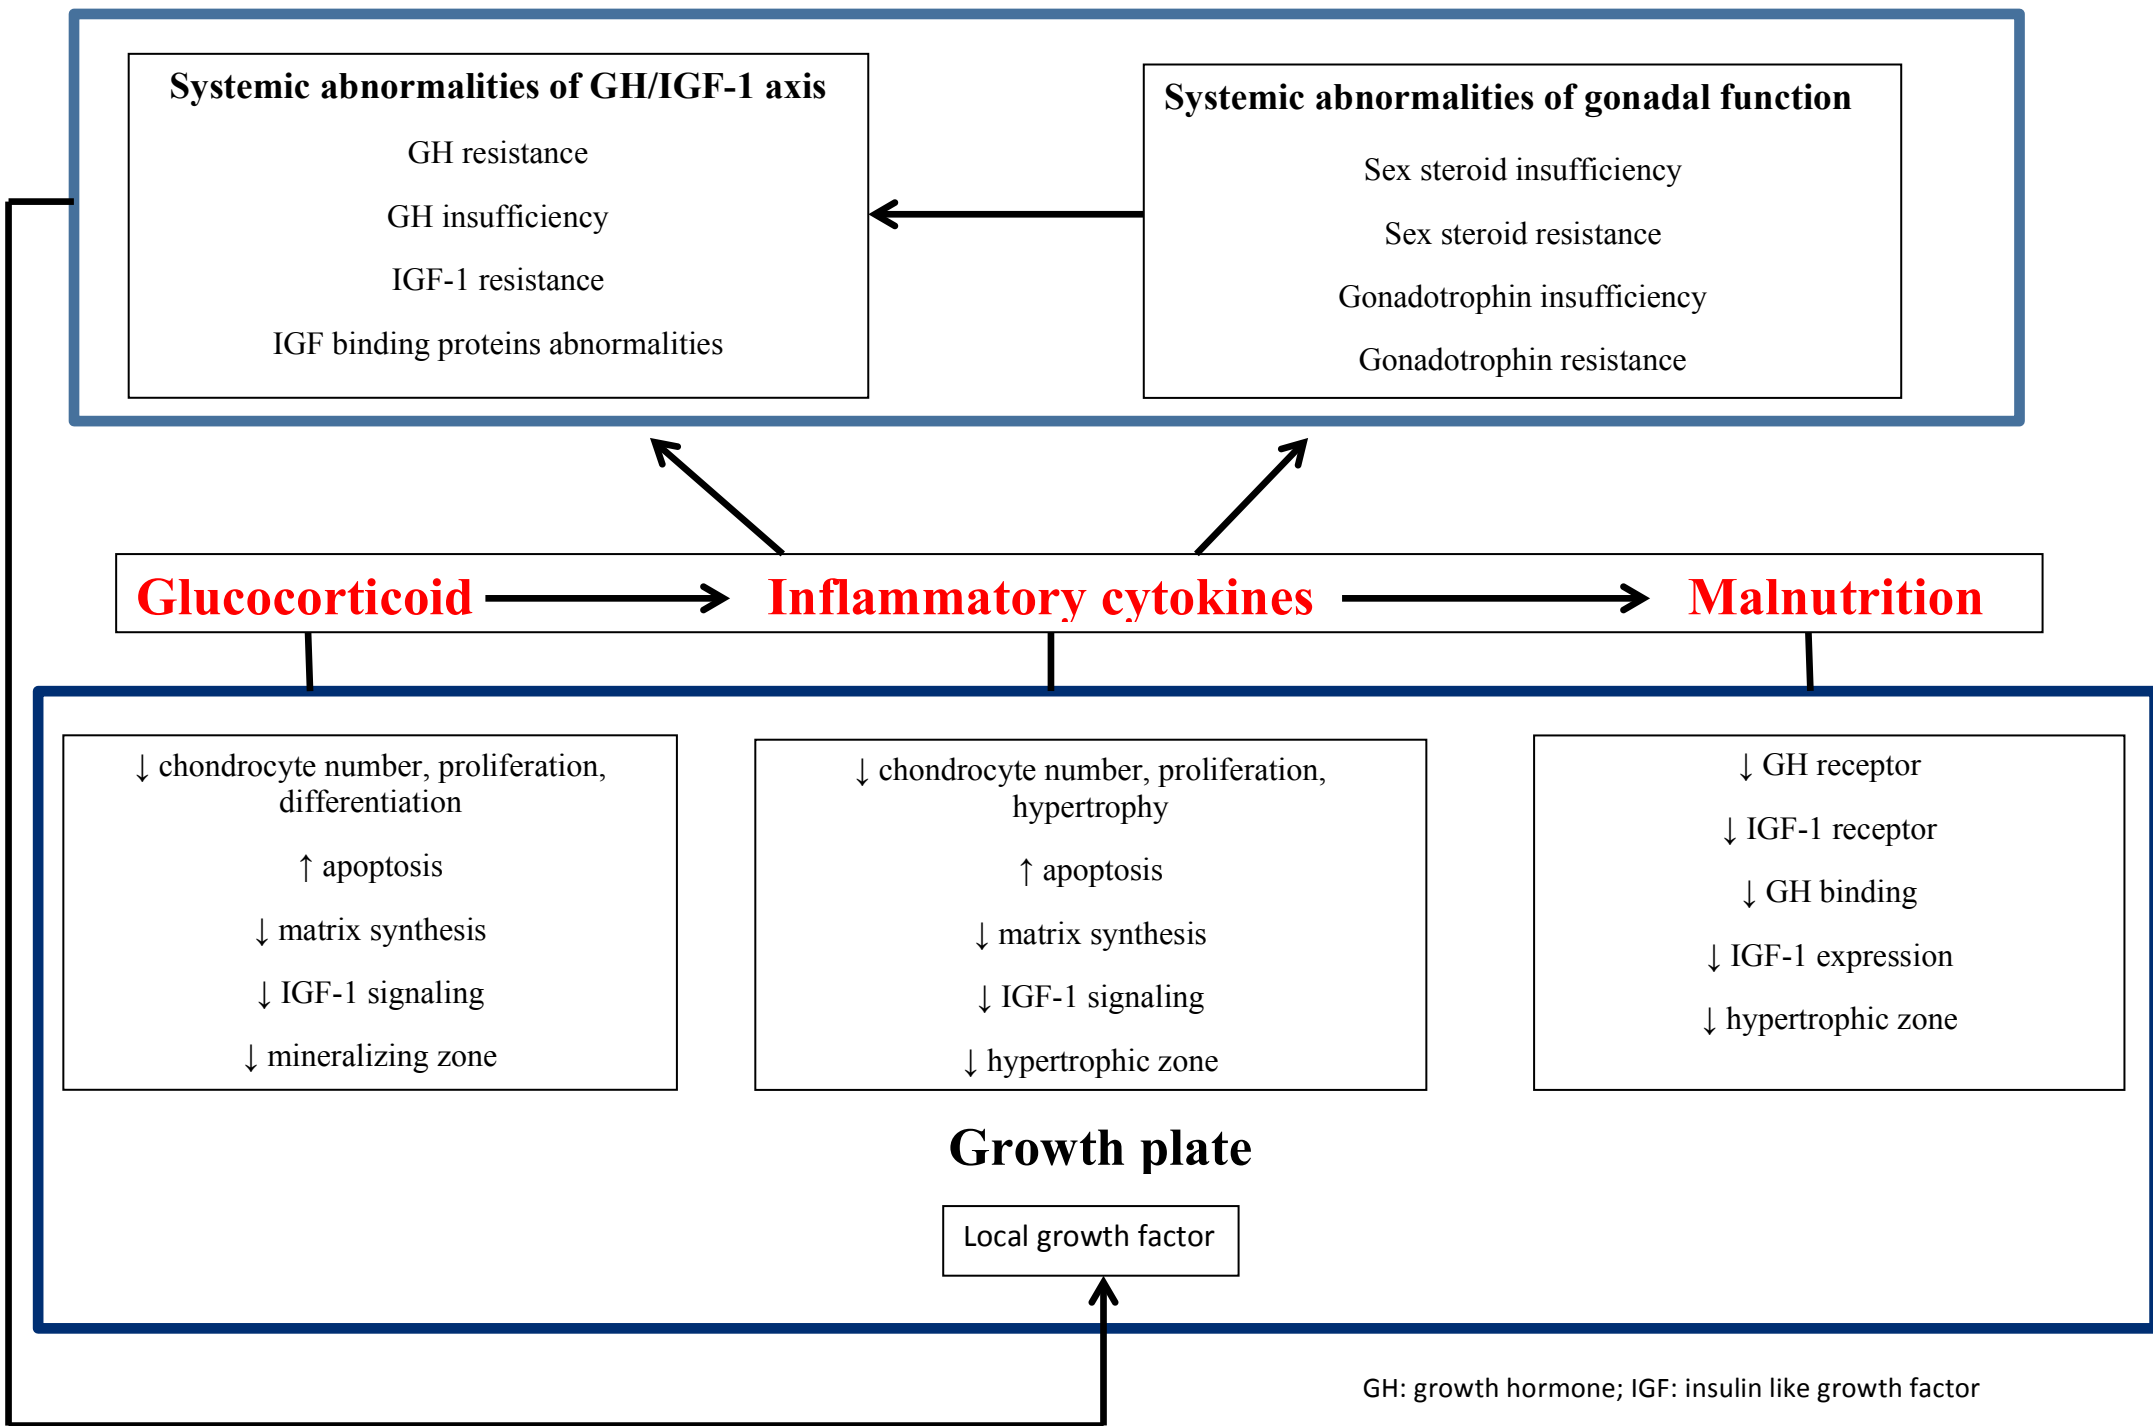 Systemic abnormalities of GH/IGF-1 axis
GH resistance
GH insufficiency
IGF-1 resistance
IGF binding proteins abnormalities
Systemic abnormalities of gonadal function
Sex steroid insufficiency
Sex steroid resistance
Gonadotrophin insufficiency
Gonadotrophin resistance
Glucocorticoid
Inflammatory cytokines
Malnutrition
↓ chondrocyte number, proliferation,
differentiation
↑ apoptosis
↓ matrix synthesis
↓ IGF-1 signaling
↓ mineralizing zone
↓ chondrocyte number, proliferation,
hypertrophy
↑ apoptosis
↓ matrix synthesis
↓ IGF-1 signaling
↓ hypertrophic zone
↓ GH receptor
↓ IGF-1 receptor
↓ GH binding
↓ IGF-1 expression
↓ hypertrophic zone
Growth plate
Local growth factor
GH: growth hormone; IGF: insulin like growth factor